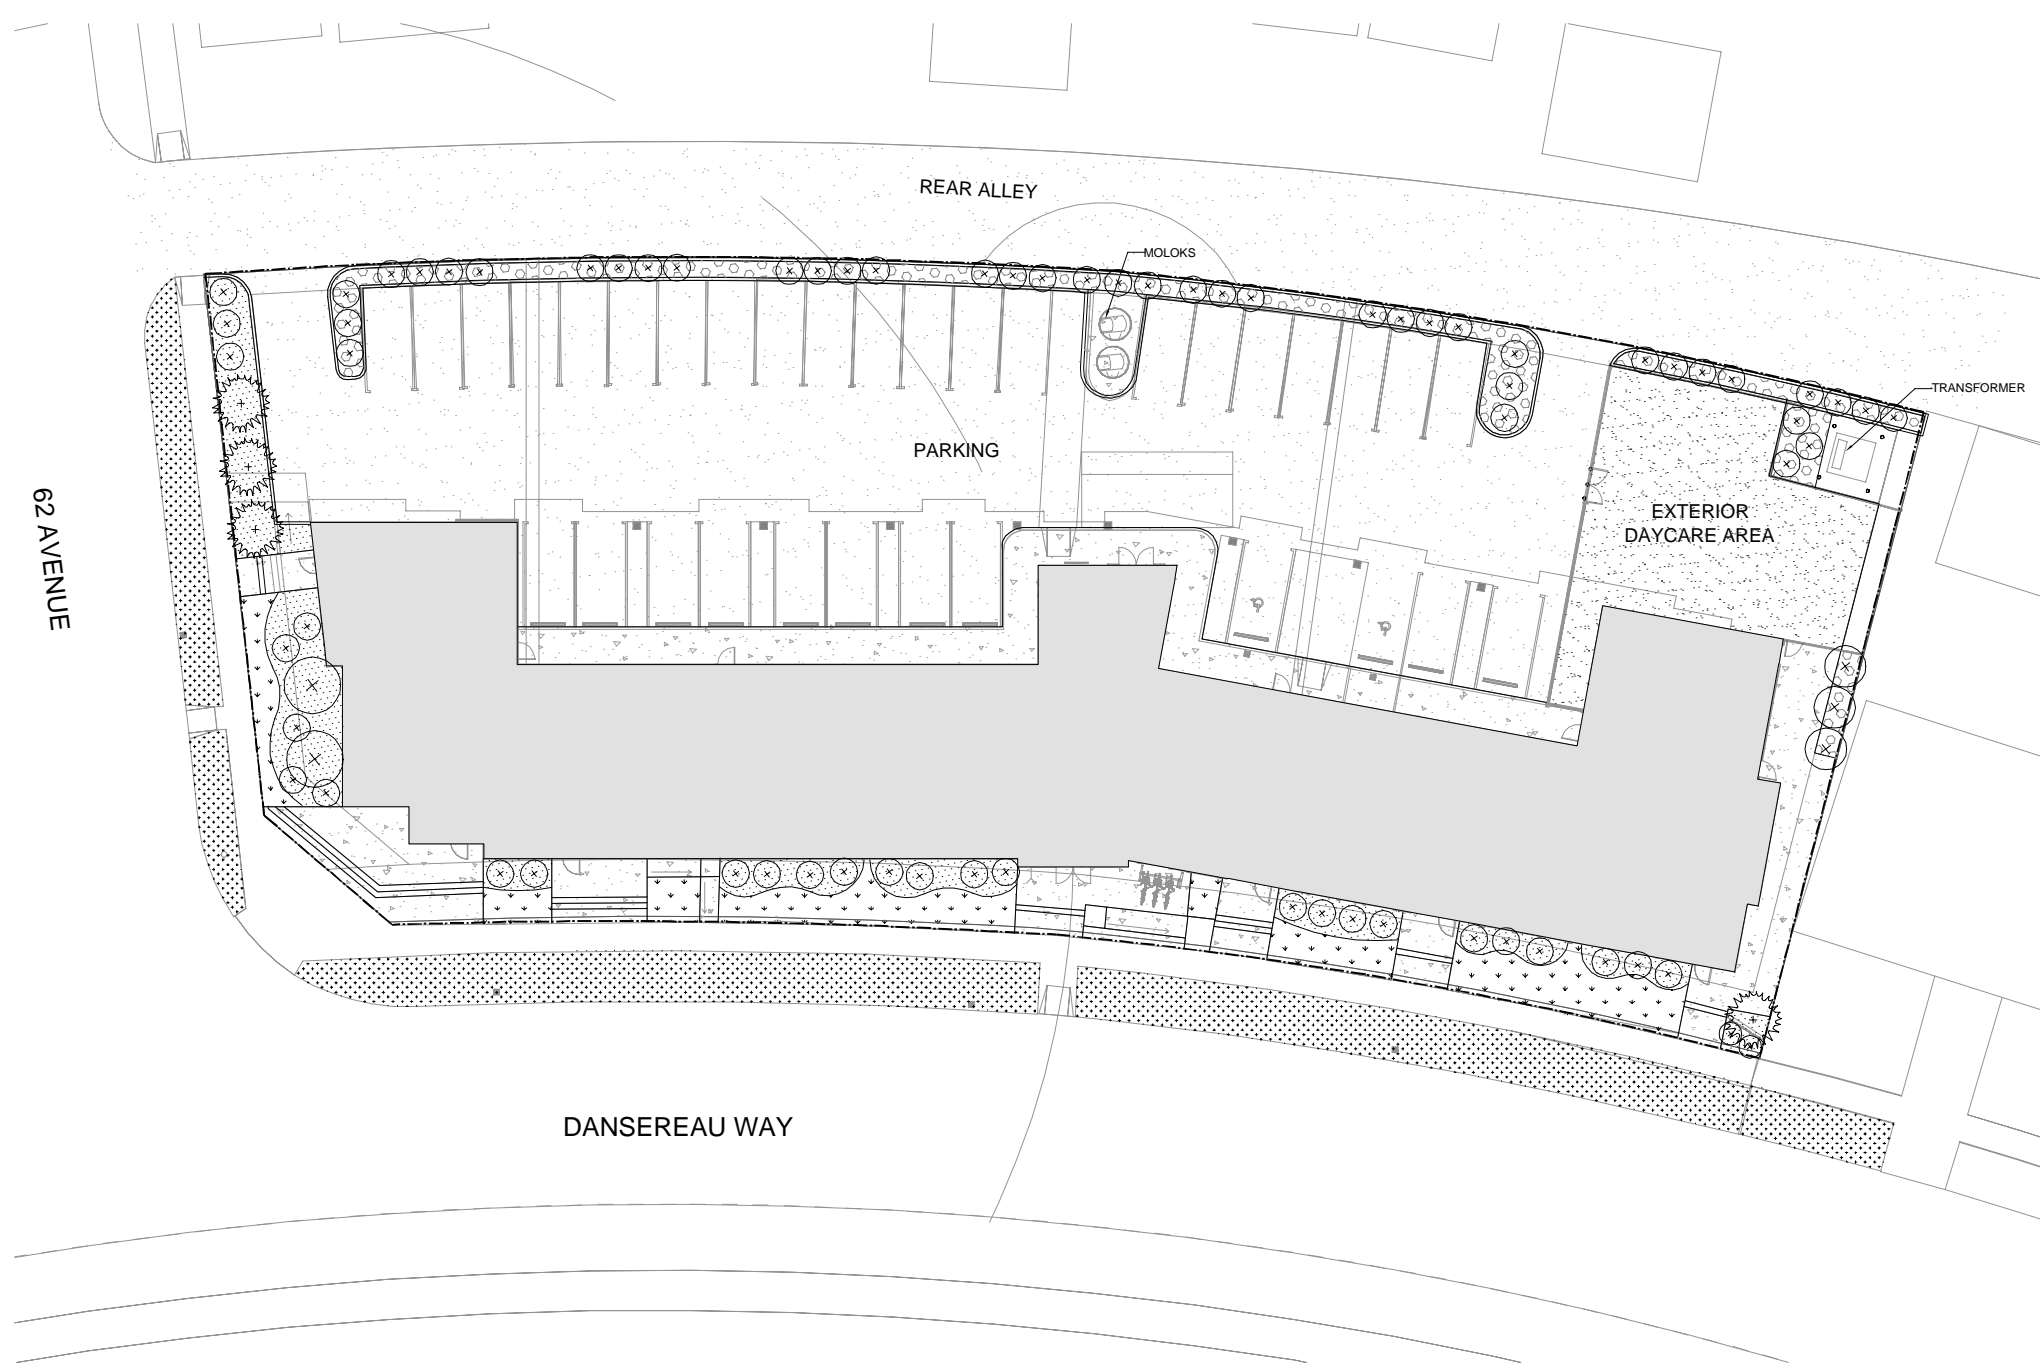 REAR ALLEY
MOLOKS
TRANSFORMER
PARKING
62 AVENUE
EXTERIOR
DAYCARE AREA
DANSEREAU WAY